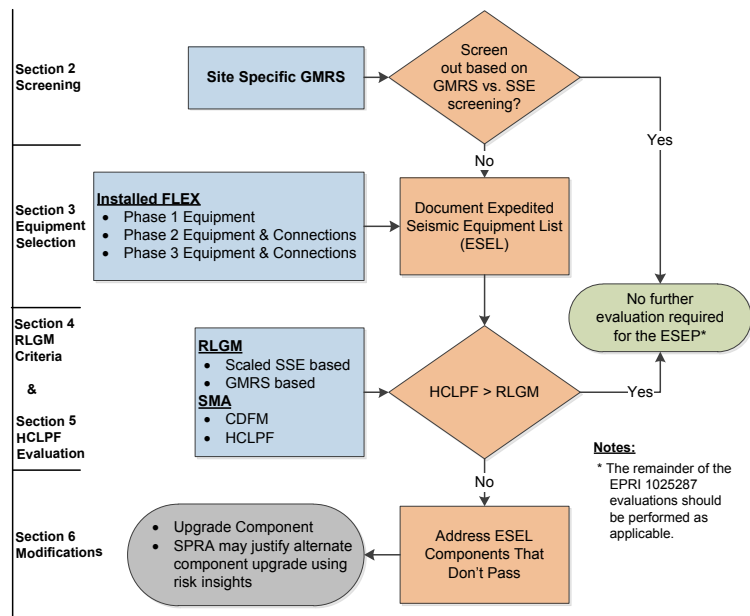 Section 2
Screening
Site Specific GMRS
Screen
out based on
GMRS vs. SSE
screening?
Yes
No
Section 3
Equipment
Selection
Installed FLEX
• Phase 1 Equipment
• Phase 2 Equipment & Connections
• Phase 3 Equipment & Connections
Document Expedited
Seismic Equipment List
(ESEL)
No further
evaluation required
for the ESEP*
Section 4
RLGM
Criteria
&
Section 5
HCLPF
Evaluation
RLGM
• Scaled SSE based
• GMRS based
SMA
• CDFM
• HCLPF
HCLPF > RLGM
Yes
No
Notes:
* The remainder of the
EPRI 1025287
evaluations should
be performed as
applicable.
Section 6
Modifications
• Upgrade Component
• SPRA may justify alternate
component upgrade using
risk insights
Address ESEL
Components That
Don't Pass